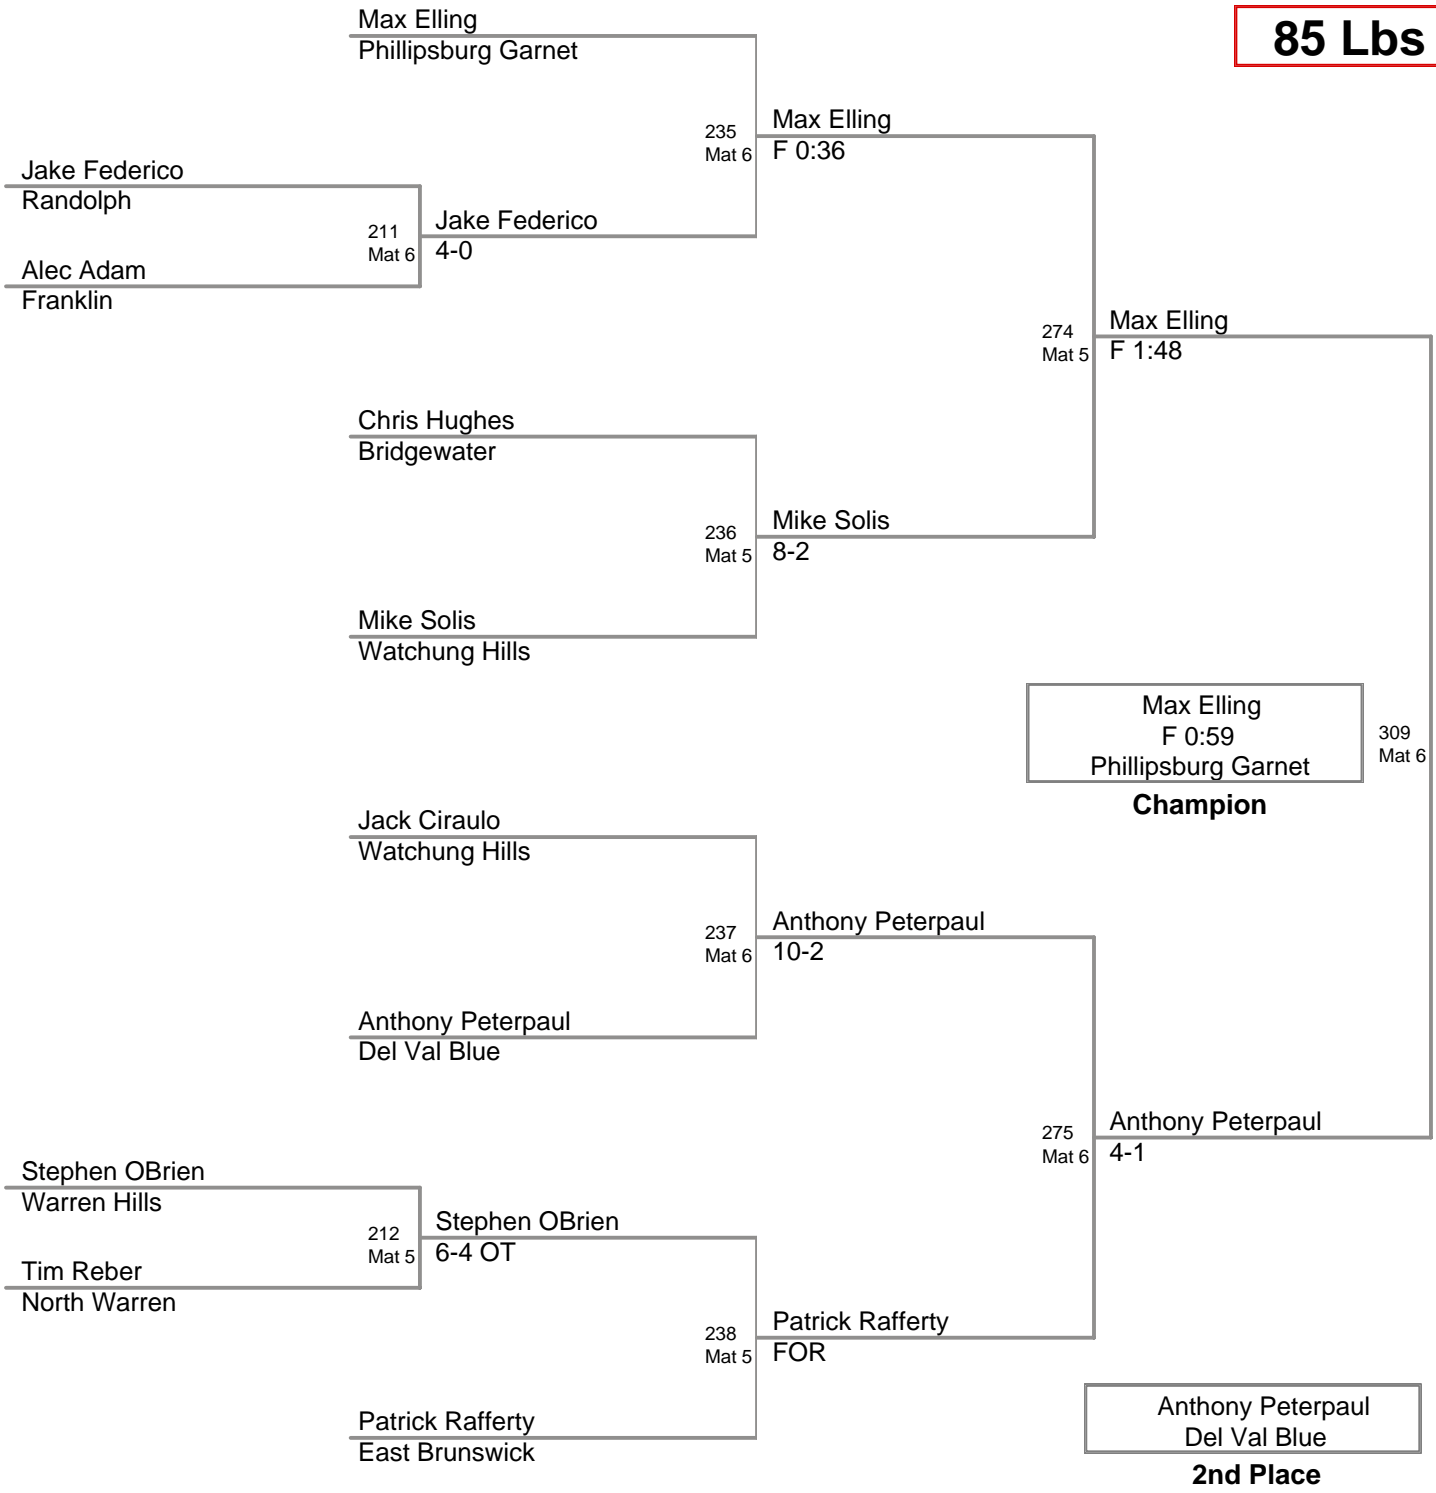 Max Elling
Phillipsburg Garnet
85 Lbs
235
Mat 6
Max Elling
F 0:36
Jake Federico
Randolph
211
Mat 6
Jake Federico
4-0
Alec Adam
Franklin
274
Mat 5
Max Elling
F 1:48
Chris Hughes
Bridgewater
236
Mat 5
Mike Solis
8-2
Mike Solis
Watchung Hills
Max Elling
F 0:59
Phillipsburg Garnet
Champion
309
Mat 6
Jack Ciraulo
Watchung Hills
237
Mat 6
Anthony Peterpaul
10-2
Anthony Peterpaul
Del Val Blue
275
Mat 6
Anthony Peterpaul
4-1
Stephen OBrien
Warren Hills
212
Mat 5
Stephen OBrien
6-4 OT
Tim Reber
North Warren
238
Mat 5
Patrick Rafferty
FOR
Patrick Rafferty
East Brunswick
Anthony Peterpaul
Del Val Blue
2nd Place